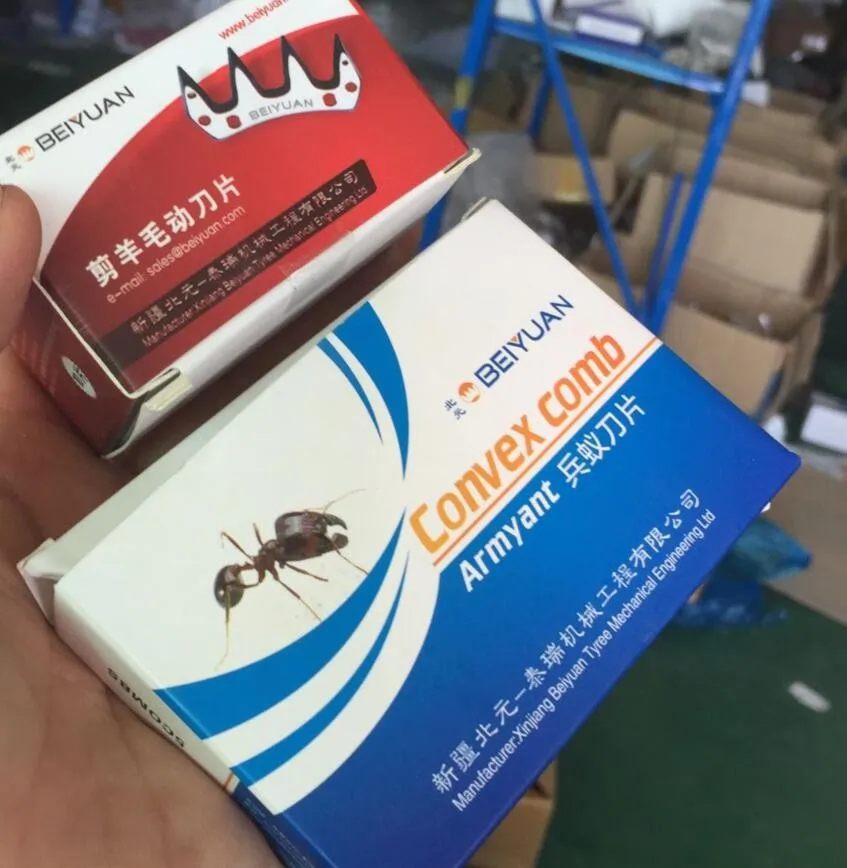 www.beiyuan
北元 BEIYUAN
BEIYUAN
剪羊毛动刀片
e-mail: sales@beiyuan.com
新疆北元—泰瑞机械工程有限公司
Manufacturer:Xinjiang Beiyuan Tyree Mechanical Engineering Ltd
北元 BEIYUAN
Convex comb
Armyant 兵蚁刀片
新疆北元—泰瑞机械工程有限公司
Manufacturer:Xinjiang Beiyuan Tyree Mechanical Engineering Ltd
5COMBS